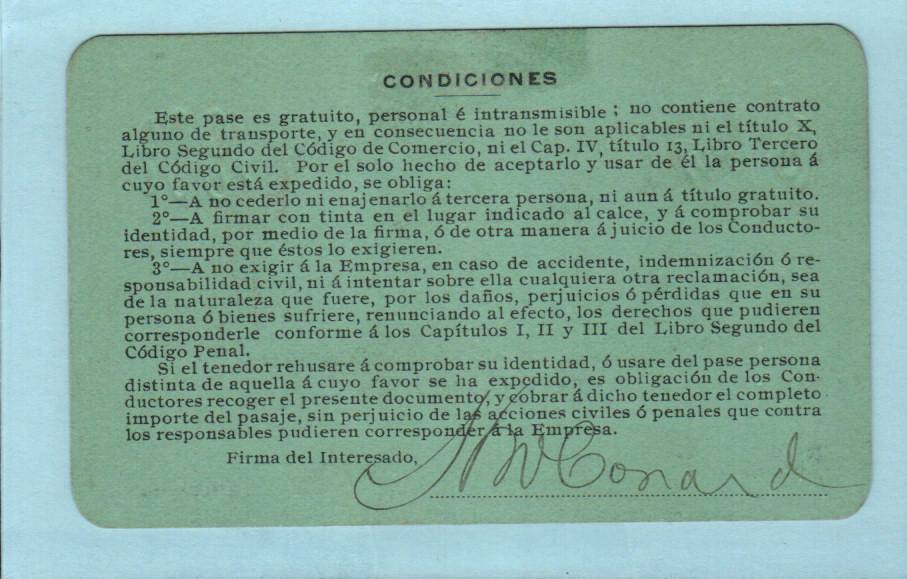 CONDICIONES
Este pase es gratuito, personal é intransmisible; no contiene contrato
alguno de transporte, y en consecuencia no le son aplicables ni el título X,
Libro Segundo del Código de Comercio, ni el Cap. IV, título 13, Libro Tercero
del Código Civil. Por el solo hecho de aceptarlo y usar de él la persona á
cuyo favor está expedido, se obliga:
1º—A no cederlo ni enajenarlo á tercera persona, ni aun á título gratuito.
2º—A firmar con tinta en el lugar indicado al calce, y á comprobar su
identidad, por medio de la firma, ó de otra manera á juicio de los Conducto-
res, siempre que éstos lo exigieren.
3º—A no exigir á la Empresa, en caso de accidente, indemnización ó re-
sponsabilidad civil, ni á intentar sobre ella cualquiera otra reclamación, sea
de la naturaleza que fuere, por los daños, perjuicios ó pérdidas que en su
persona ó bienes sufriere, renunciando al efecto, los derechos que pudieren
corresponderle conforme á los Capítulos I, II y III del Libro Segundo del
Código Penal.
Si el tenedor rehusare á comprobar su identidad, ó usare del pase persona
distinta de aquella á cuyo favor se ha expedido, es obligación de los Con-
ductores recoger el presente documento, y cobrar á dicho tenedor el completo
importe del pasaje, sin perjuicio de las acciones civiles ó penales que contra
los responsables pudieren corresponder á la Empresa.
Firma del Interesado, Conard